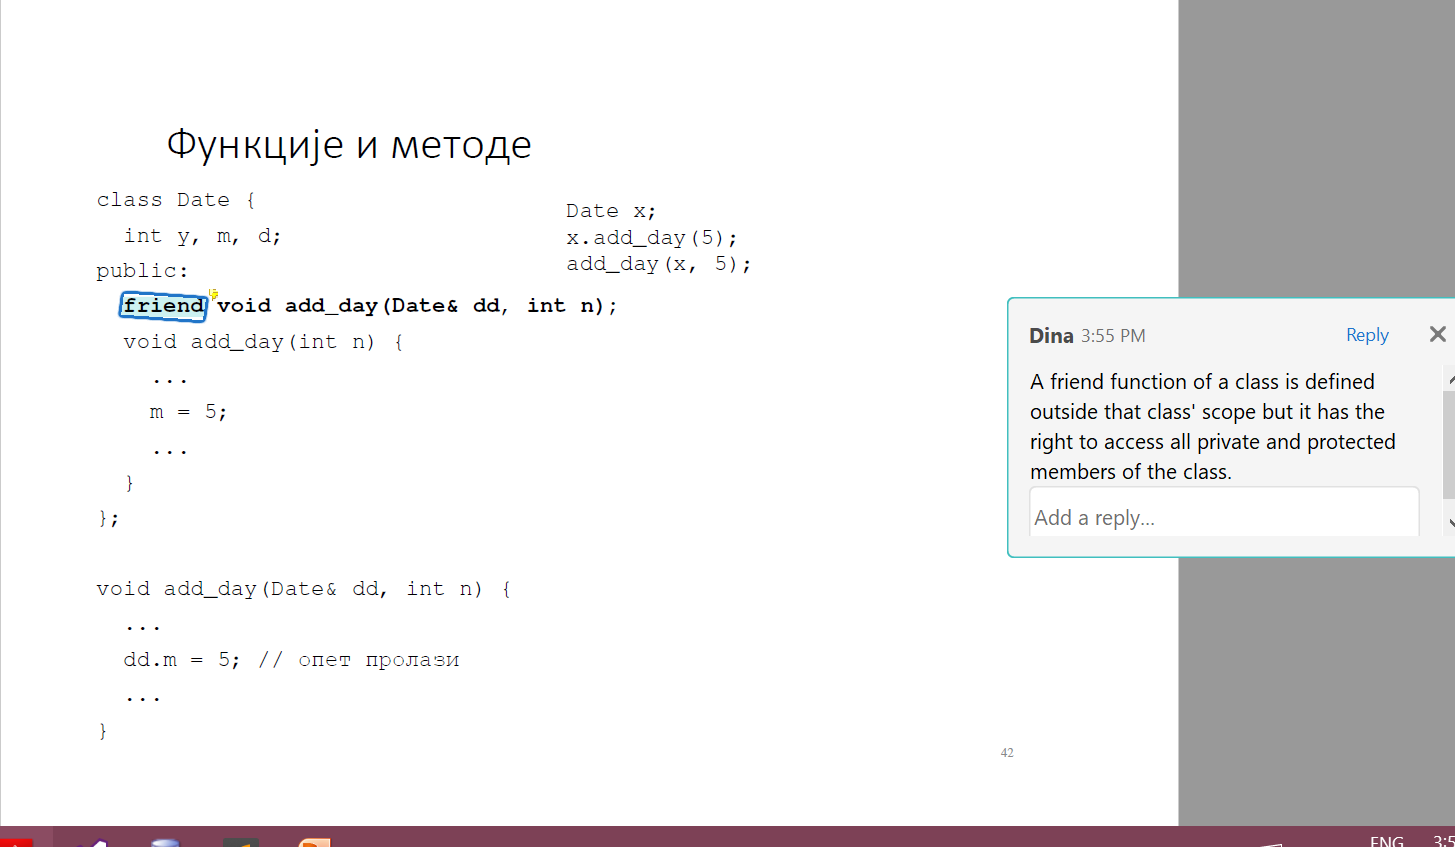 Функције и методе
class Date {
int y, m, d;
public:
friend void add_day(Date& dd, int n);
void add_day(int n) {
...
m = 5;
...
}
};
void add_day(Date& dd, int n) {
...
dd.m = 5; // опет пролази
...
}
Date x;
x.add_day(5);
add_day(x, 5);
42
Dina 3:55 PM
Reply
A friend function of a class is defined
outside that class' scope but it has the
right to access all private and protected
members of the class.
Add a reply...
ENG